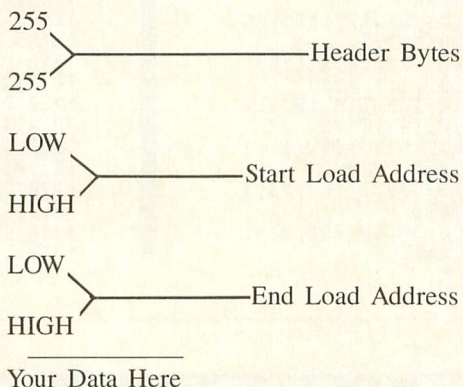 255
Header Bytes
255
LOW
Start Load Address
HIGH
LOW
End Load Address
HIGH
Your Data Here